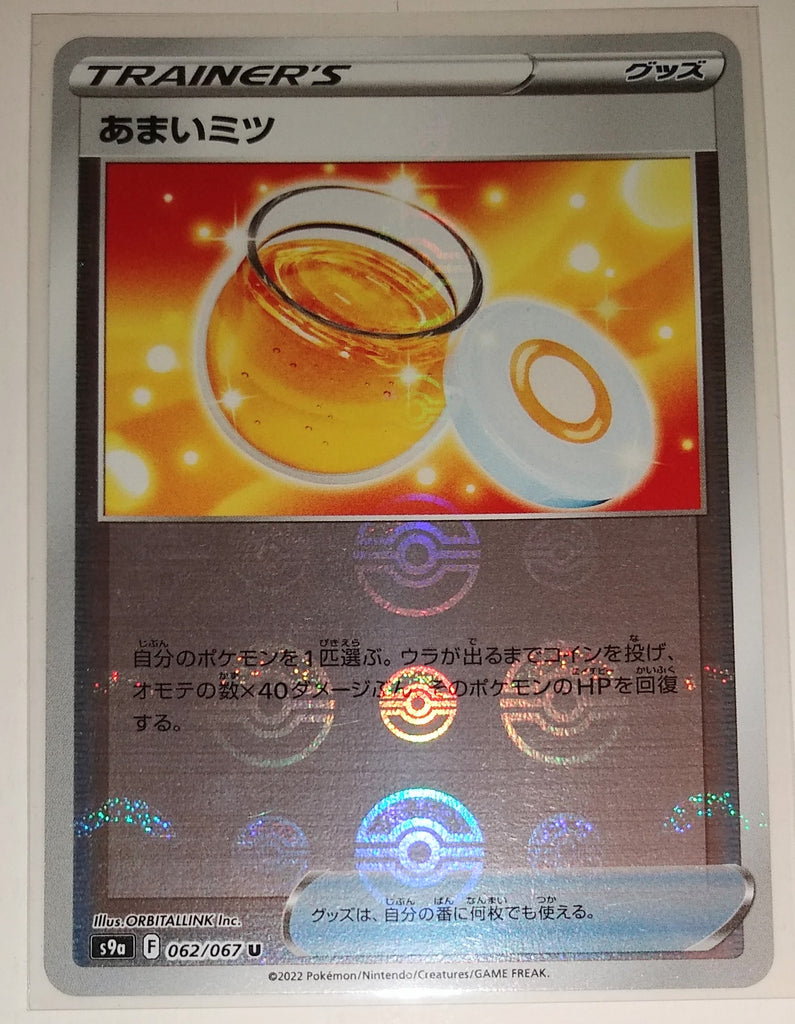 TRAINER'S
グッズ
あまいミツ
自分のポケモンを1匹選ぶ。ウラが出るまでコインを投げ、
オモテの数×40ダメージぶん、そのポケモンのHPを回復
する。
Illus. ORBITALLINK Inc.
グッズは、自分の番に何枚でも使える。
s9a F 062/067 U
©2022 Pokémon/Nintendo/Creatures/GAME FREAK.